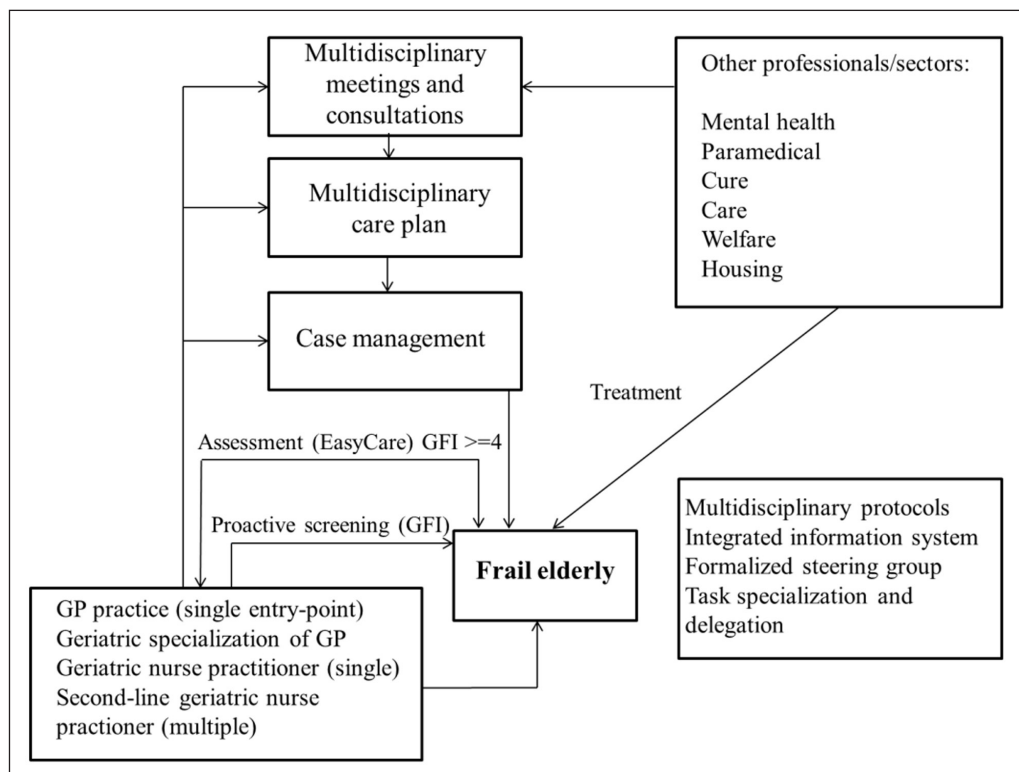 Multidisciplinary
meetings and
consultations
Other professionals/sectors:
Mental health
Paramedical
Cure
Care
Welfare
Housing
Multidisciplinary
care plan
Case management
Treatment
Assessment (EasyCare) GFI >=4
Proactive screening (GFI)
Frail elderly
Multidisciplinary protocols
Integrated information system
Formalized steering group
Task specialization and
delegation
GP practice (single entry-point)
Geriatric specialization of GP
Geriatric nurse practitioner (single)
Second-line geriatric nurse
practioner (multiple)